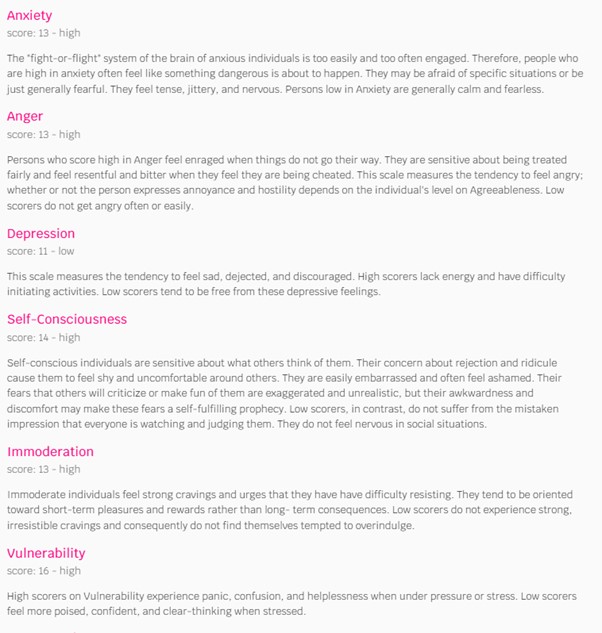 Anxiety
score: 13 - high
The "fight-or-flight" system of the brain of anxious individuals is too easily and too often engaged. Therefore, people who
are high in anxiety often feel like something dangerous is about to happen. They may be afraid of specific situations or be
just generally fearful. They feel tense, jittery, and nervous. Persons low in Anxiety are generally calm and fearless.
Anger
score: 13 - high
Persons who score high in Anger feel enraged when things do not go their way. They are sensitive about being treated
fairly and feel resentful and bitter when they feel they are being cheated. This scale measures the tendency to feel angry;
whether or not the person expresses annoyance and hostility depends on the individual's level on Agreeableness. Low
scorers do not get angry often or easily.
Depression
score: 11 - low
This scale measures the tendency to feel sad, dejected, and discouraged. High scorers lack energy and have difficulty
initiating activities. Low scorers tend to be free from these depressive feelings.
Self-Consciousness
score: 14 - high
Self-conscious individuals are sensitive about what others think of them. Their concern about rejection and ridicule
cause them to feel shy and uncomfortable around others. They are easily embarrassed and often feel ashamed. Their
fears that others will criticize or make fun of them are exaggerated and unrealistic, but their awkwardness and
discomfort may make these fears a self-fulfilling prophecy. Low scorers, in contrast, do not suffer from the mistaken
impression that everyone is watching and judging them. They do not feel nervous in social situations.
Immoderation
score: 13 - high
Immoderate individuals feel strong cravings and urges that they have have difficulty resisting. They tend to be oriented
toward short-term pleasures and rewards rather than long- term consequences. Low scorers do not experience strong,
irresistible cravings and consequently do not find themselves tempted to overindulge.
Vulnerability
score: 16 - high
High scorers on Vulnerability experience panic, confusion, and helplessness when under pressure or stress. Low scorers
feel more poised, confident, and clear-thinking when stressed.